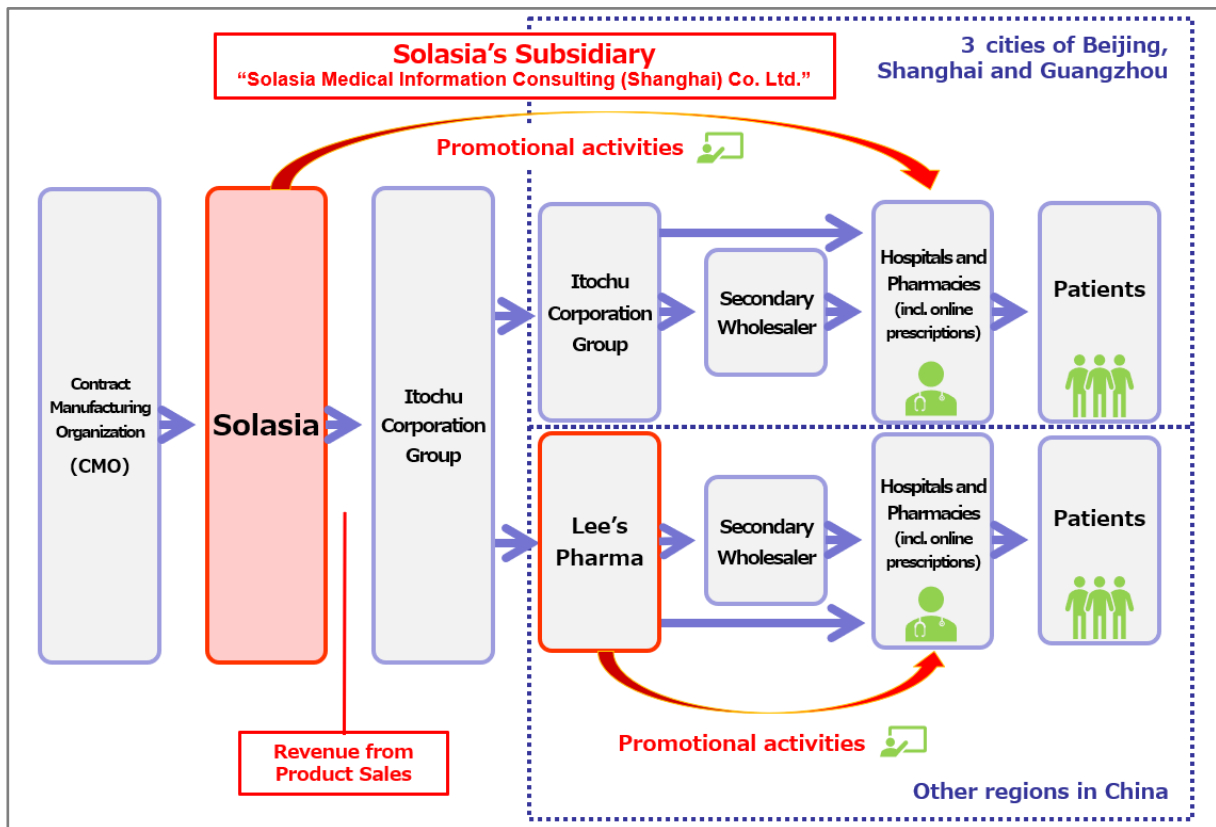 Solasia's Subsidiary
"Solasia Medical Information Consulting (Shanghai) Co. Ltd."
3 cities of Beijing,
Shanghai and Guangzhou
Promotional activities
Contract
Manufacturing
Organization
(CMO)
Solasia
Itochu
Corporation
Group
Itochu
Corporation
Group
Secondary
Wholesaler
Hospitals and
Pharmacies
(incl. online
prescriptions)
Patients
Lee's
Pharma
Secondary
Wholesaler
Hospitals and
Pharmacies
(incl. online
prescriptions)
Patients
Promotional activities
Revenue from
Product Sales
Other regions in China